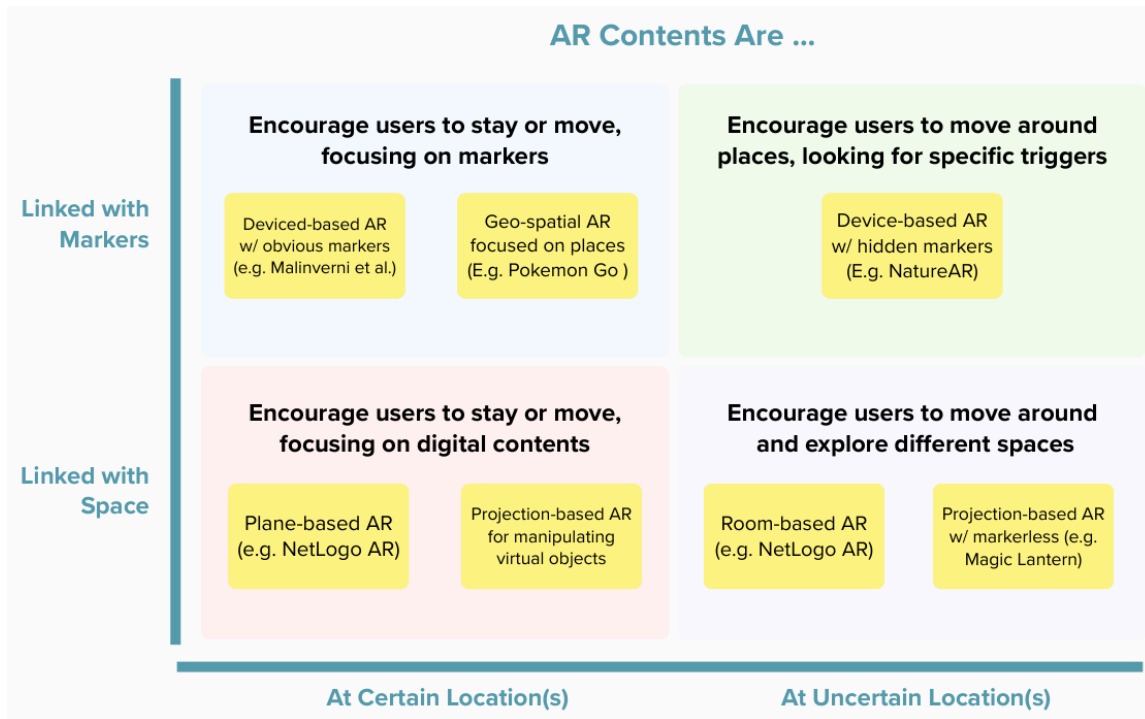 AR Contents Are ...
Linked with
Markers
Encourage users to stay or move,
focusing on markers
Deviced-based AR
w/ obvious markers
(e.g. Malinverni et al.)
Geo-spatial AR
focused on places
(E.g. Pokemon Go )
Encourage users to move around
places, looking for specific triggers
Device-based AR
w/ hidden markers
(E.g. NatureAR)
Linked with
Space
Encourage users to stay or move,
focusing on digital contents
Plane-based AR
(e.g. NetLogo AR)
Projection-based AR
for manipulating
virtual objects
Encourage users to move around
and explore different spaces
Room-based AR
(e.g. NetLogo AR)
Projection-based AR
w/ markerless (e.g.
Magic Lantern)
At Certain Location(s)
At Uncertain Location(s)